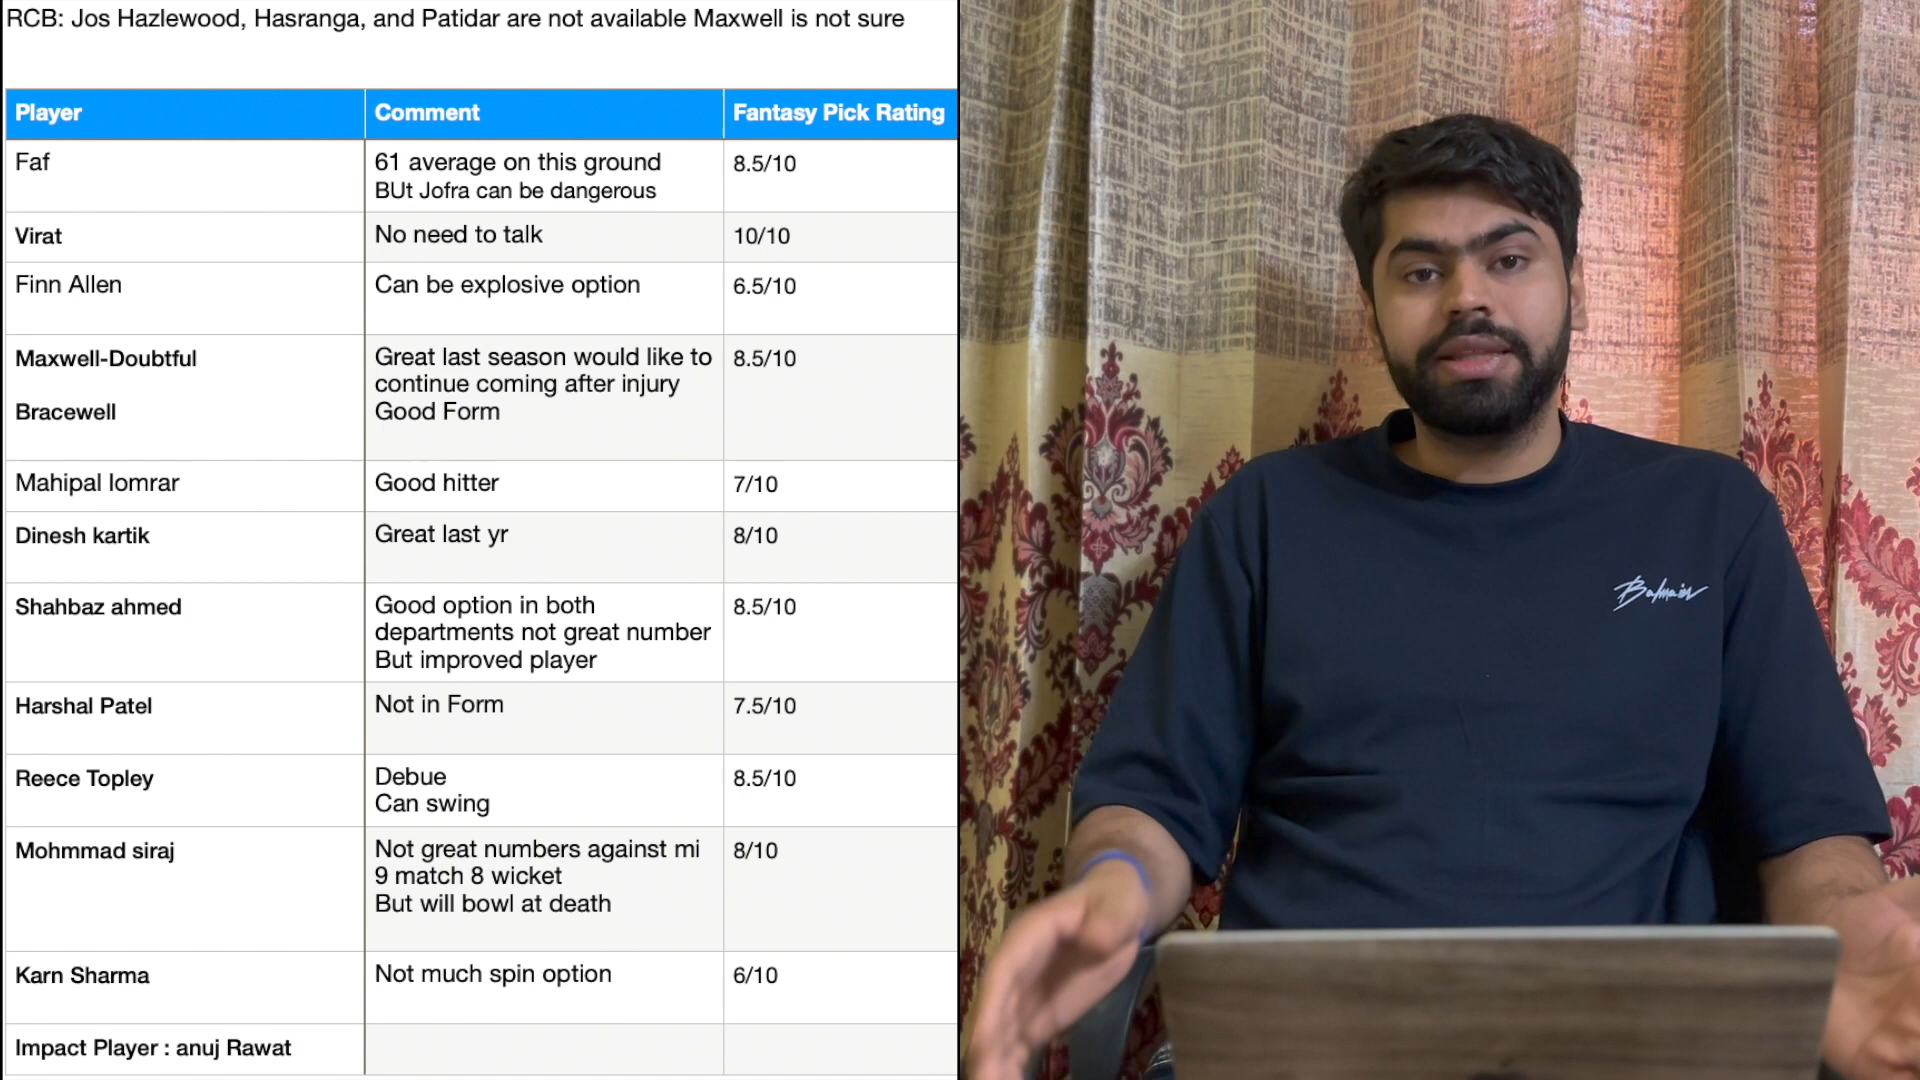 RCB: Jos Hazlewood, Hasranga, and Patidar are not available Maxwell is not sure
Player Comment Fantasy Pick Rating
Faf 61 average on this ground 8.5/10
BUt Jofra can be dangerous
Virat No need to talk 10/10
Finn Allen Can be explosive option 6.5/10
Maxwell-Doubtful Great last season would like to 8.5/10
continue coming after injury
Bracewell Good Form
Mahipal lomrar Good hitter 7/10
Dinesh kartik Great last yr 8/10
Shahbaz ahmed Good option in both 8.5/10
departments not great number
But improved player
Harshal Patel Not in Form 7.5/10
Reece Topley Debue 8.5/10
Can swing
Mohmmad siraj Not great numbers against mi 8/10
9 match 8 wicket
But will bowl at death
Karn Sharma Not much spin option 6/10
Impact Player : anuj Rawat
Balmain